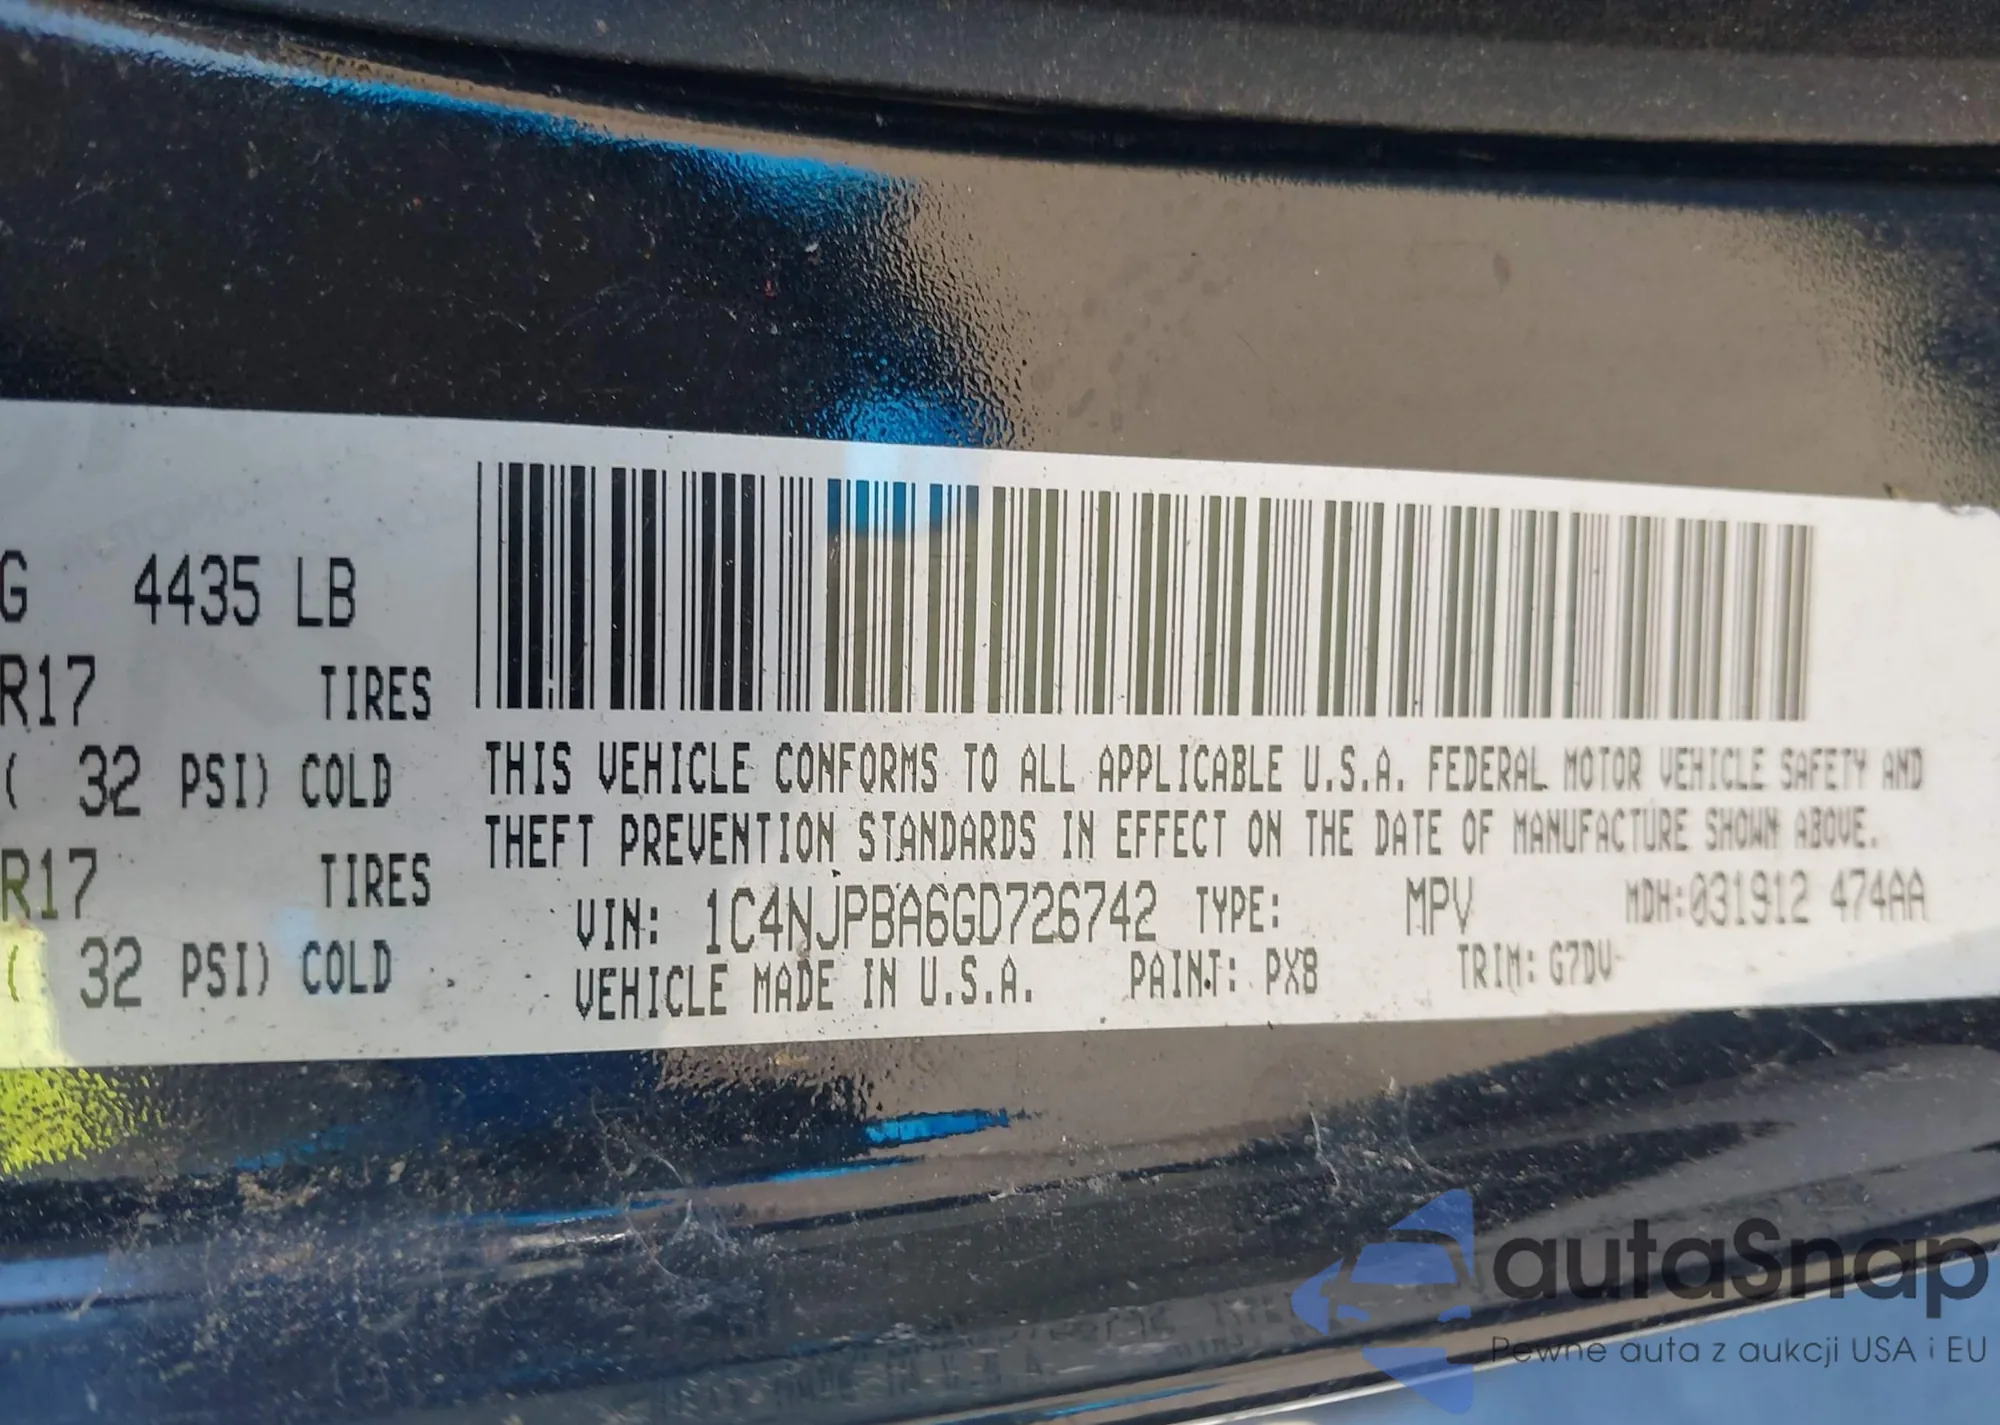 G 4435 LB
R17 TIRES
( 32 PSI) COLD
R17 TIRES
( 32 PSI) COLD
THIS VEHICLE CONFORMS TO ALL APPLICABLE U.S.A. FEDERAL MOTOR VEHICLE SAFETY AND
THEFT PREVENTION STANDARDS IN EFFECT ON THE DATE OF MANUFACTURE SHOWN ABOVE.
VIN: 1C4NJPBA6GD726742 TYPE: MPV MDH:031912 474AA
VEHICLE MADE IN U.S.A. PAINT: PX8 TRIM: G7DV
autaSnap
Pewne auta z aukcji USA i EU